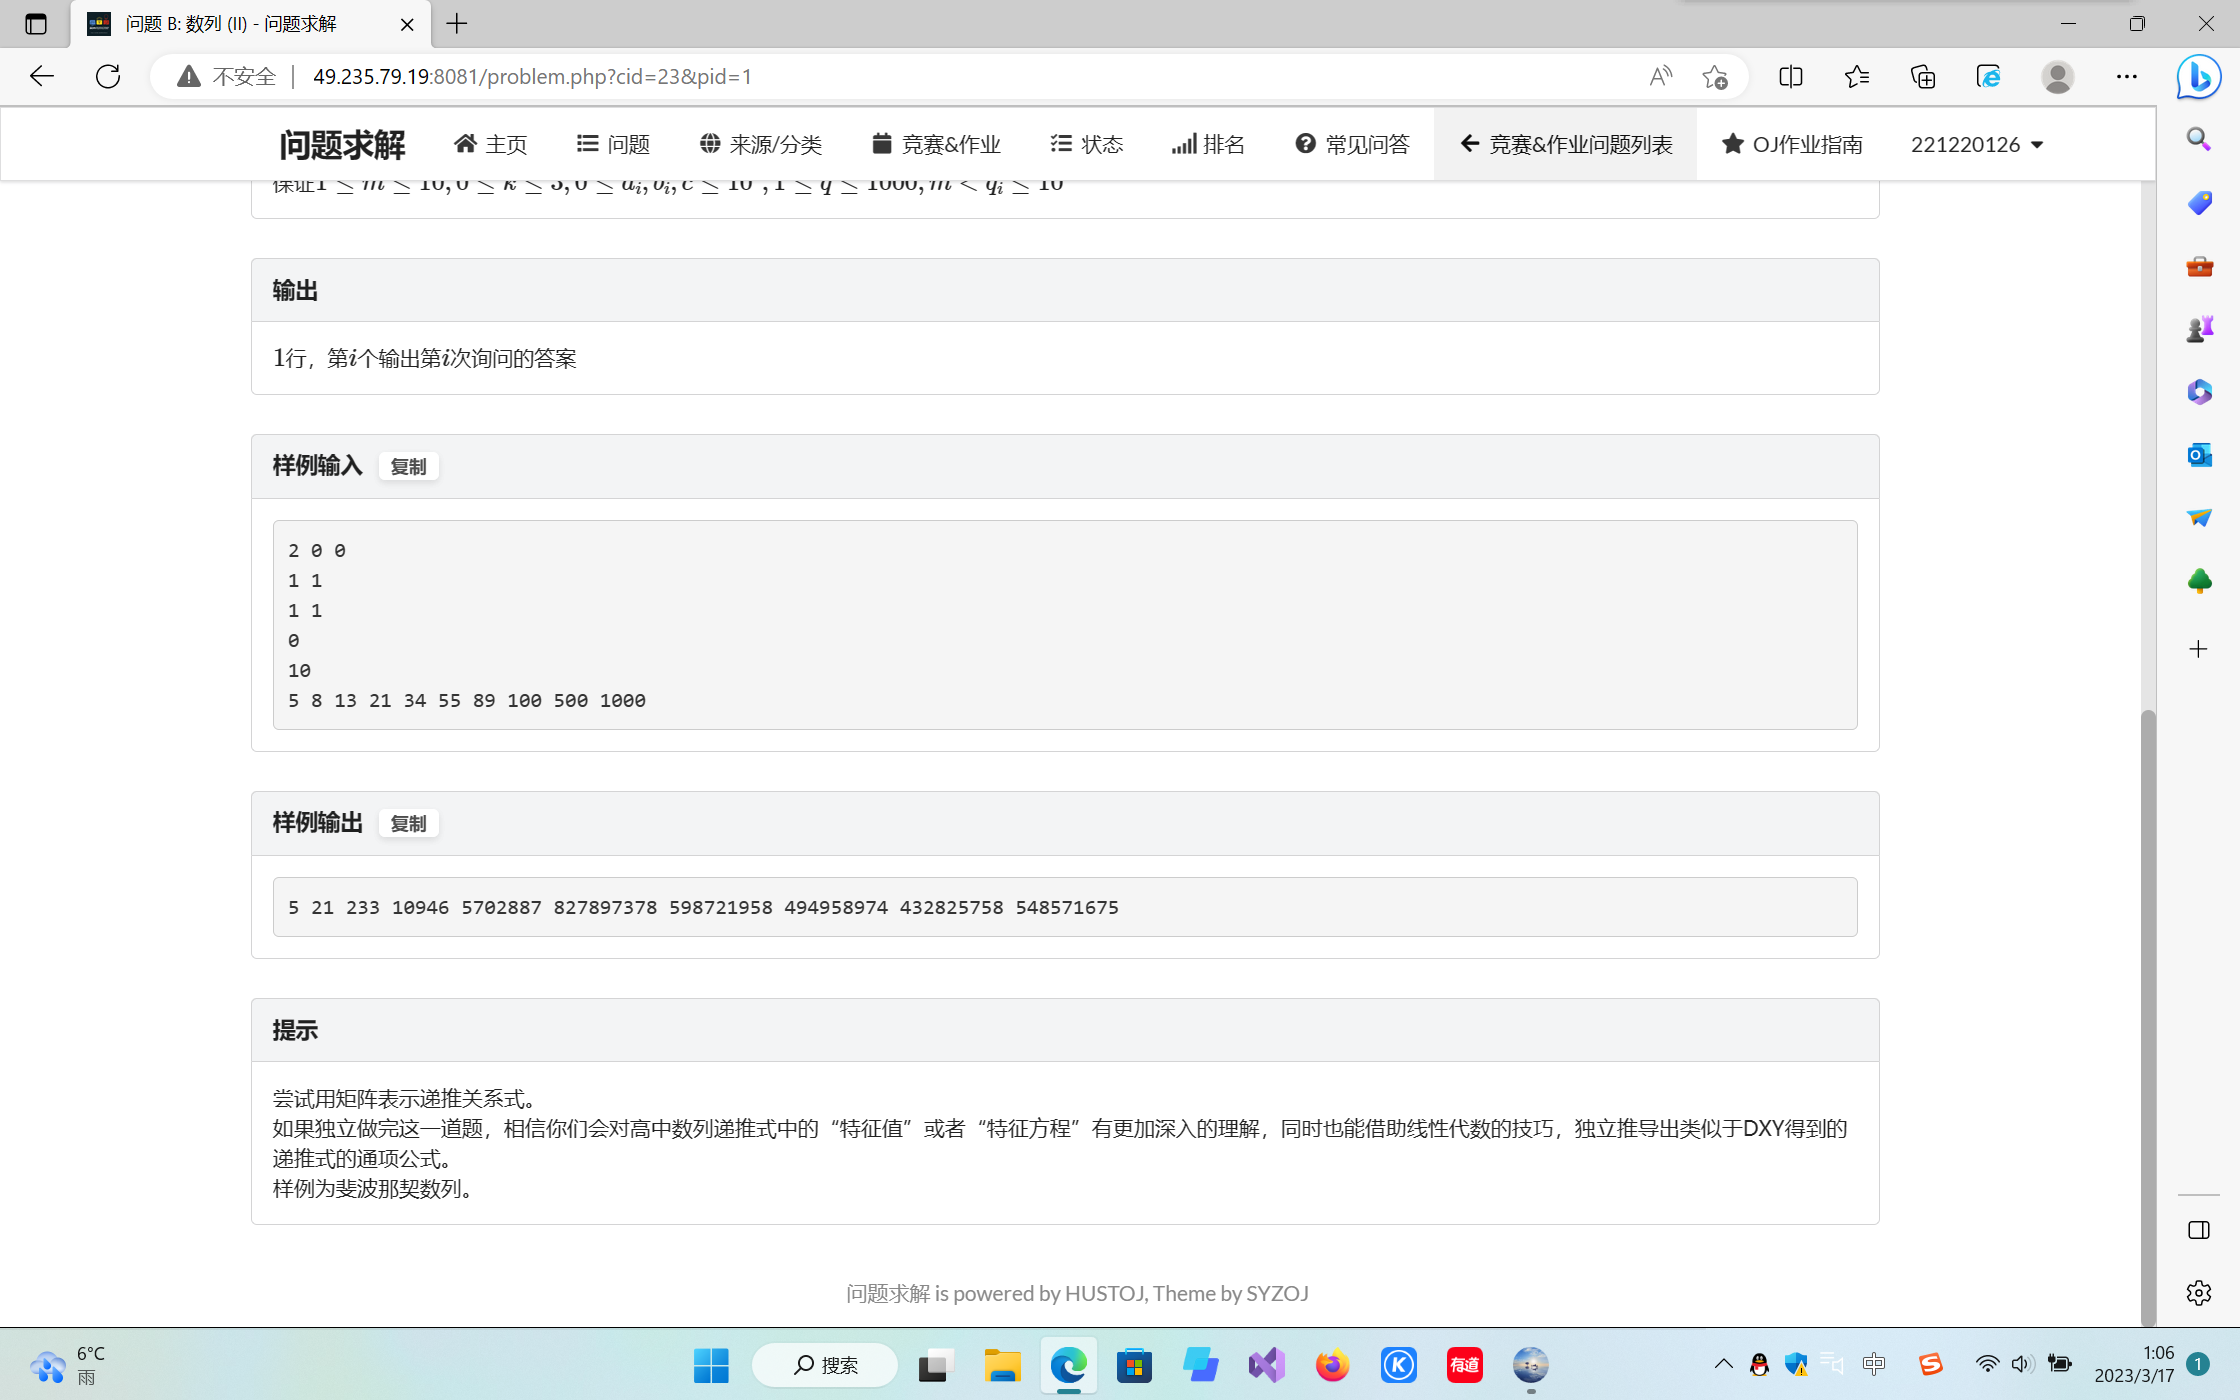 问题 B: 数列 (II) - 问题求解
不安全 | 49.235.79.19:8081/problem.php?cid=23&pid=1
问题求解 主页 问题 来源/分类 竞赛&作业 状态 排名 常见问答 竞赛&作业问题列表 OJ作业指南 221220126
输出
1行，第i个输出第i次询问的答案
样例输入 复制
2 0 0
1 1
1 1
0
10
5 8 13 21 34 55 89 100 500 1000
样例输出 复制
5 21 233 10946 5702887 827897378 598721958 494958974 432825758 548571675
提示
尝试用矩阵表示递推关系式。
如果独立做完这一道题，相信你们会对高中数列递推式中的“特征值”或者“特征方程”有更加深入的理解，同时也能借助线性代数的技巧，独立推导出类似于DXY得到的
递推式的通项公式。
样例为斐波那契数列。
问题求解 is powered by HUSTOJ, Theme by SYZOJ
6°C
雨
搜索
有道
中
1:06
2023/3/17
1